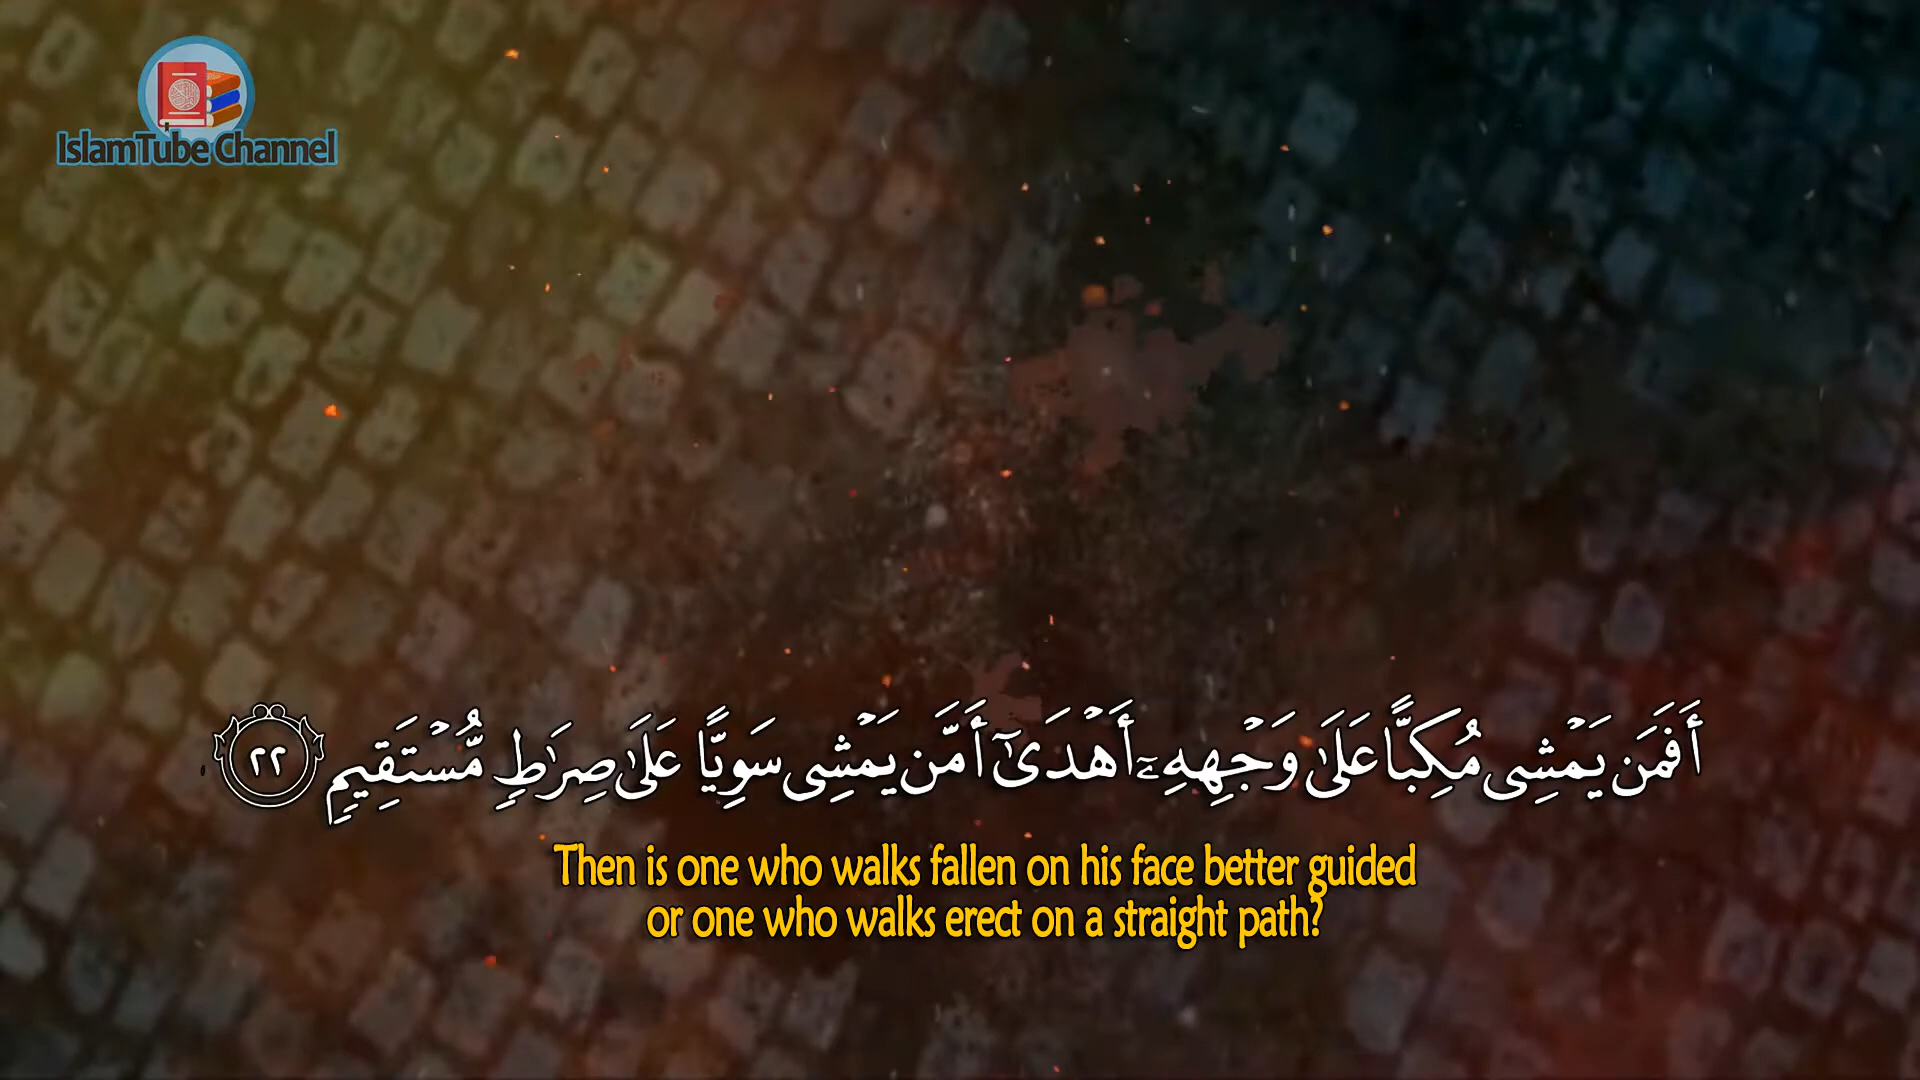 IslamTube Channel
أَفَمَن يَمْشِى مُكِبًّا عَلَىٰ وَجْهِهِۦٓ أَهْدَىٰٓ أَمَّن يَمْشِى سَوِيًّا عَلَىٰ صِرَٰطٍ مُّسْتَقِيمٍ ٢٢
Then is one who walks fallen on his face better guided
or one who walks erect on a straight path?